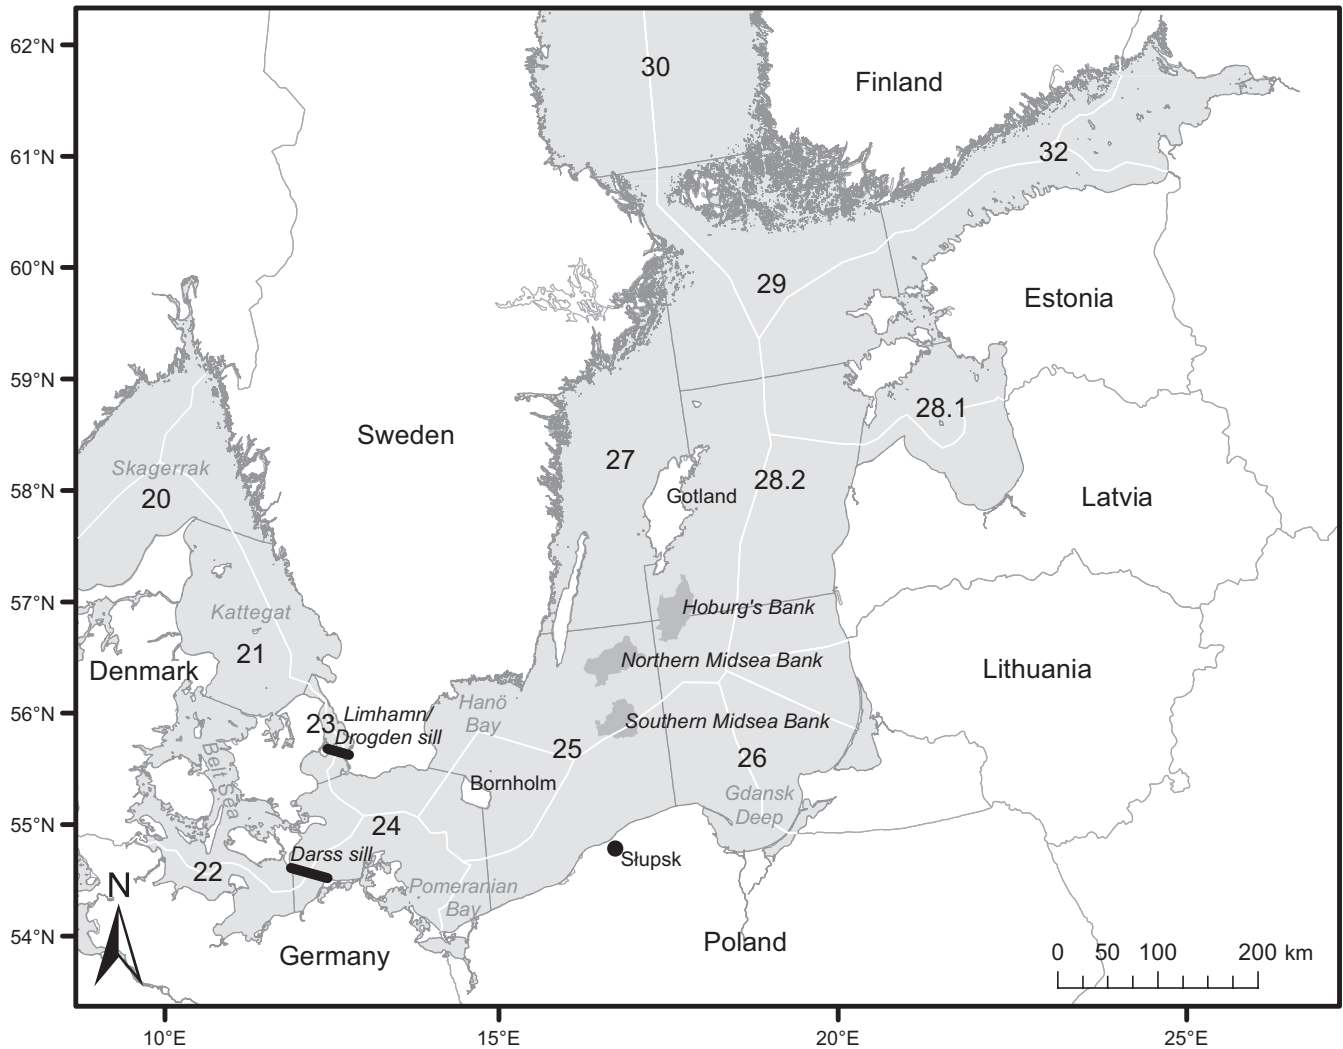 62°N
61°N
60°N
59°N
58°N
57°N
56°N
55°N
54°N
30
Finland
32
29
Estonia
28.1
Sweden
27
Skagerrak
20
28.2
Gotland
Latvia
Kattegat
21
Hoburg's Bank
Denmark
Northern Midsea Bank
Lithuania
Hanö
Bay
23
Limhamn/
Drogden sill
Southern Midsea Bank
25
26
Belt Sea
Bornholm
Gdansk
Deep
24
Darss sill
Słupsk
22
Pomeranian
Bay
N
Germany
Poland
0 50 100 200 km
10°E 15°E 20°E 25°E